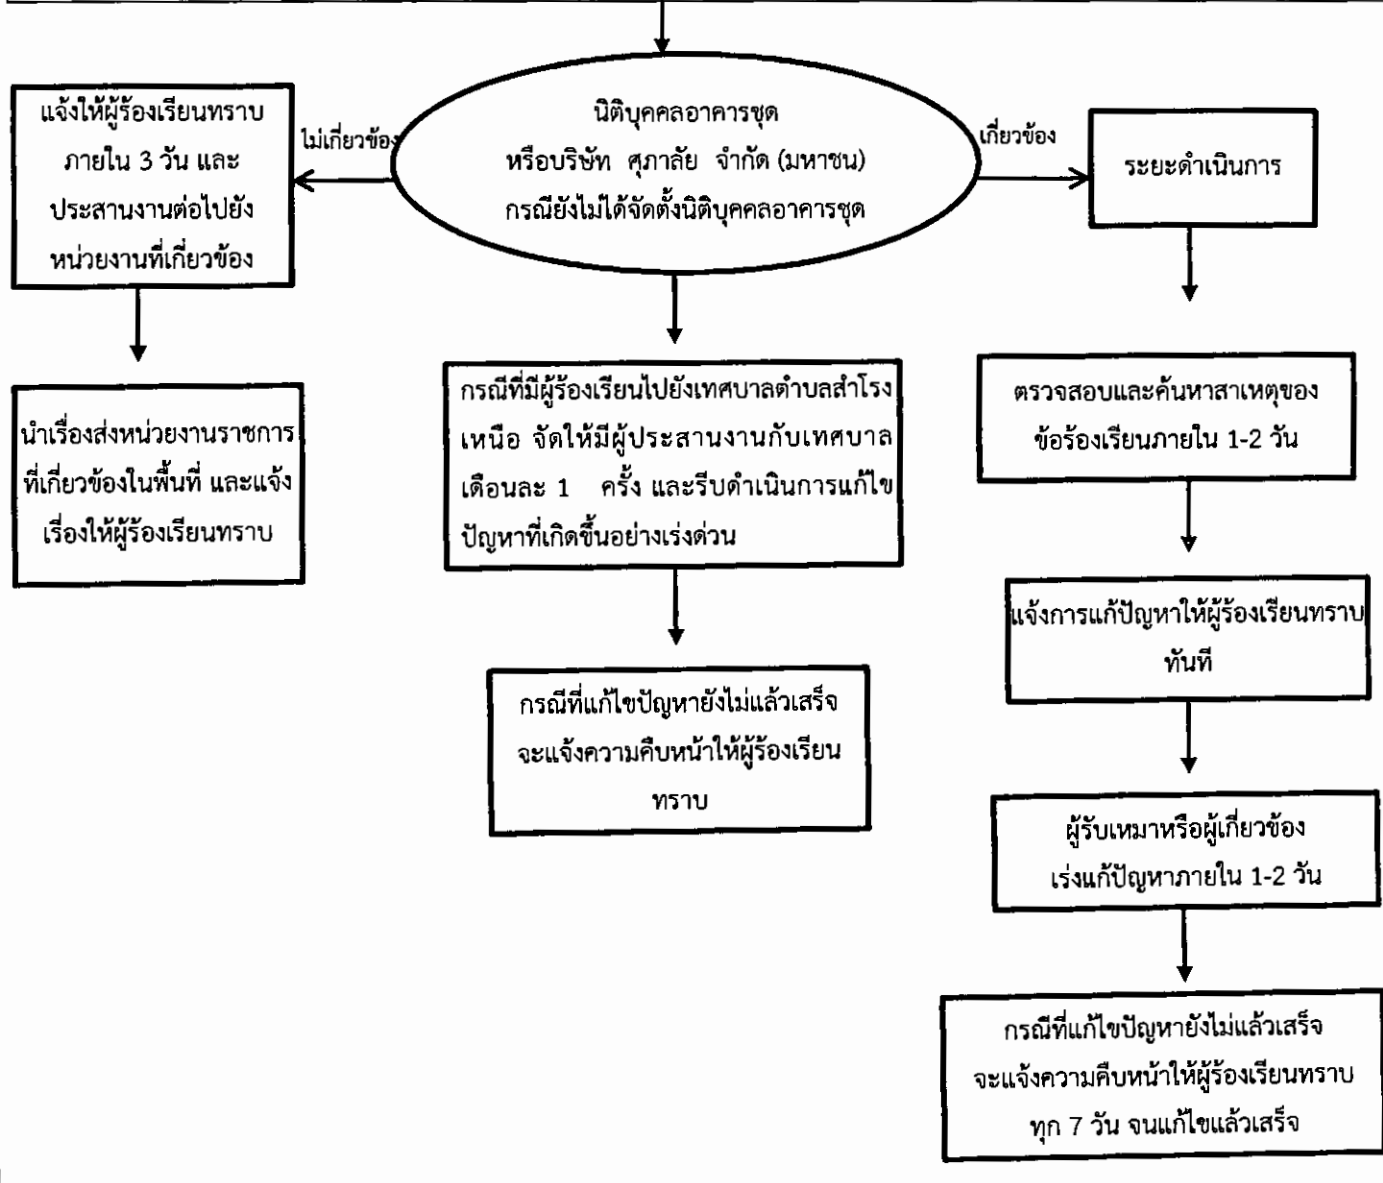 นิติบุคคลอาคารชุด
หรือบริษัท ศุภาลัย จำกัด (มหาชน)
กรณียังไม่ได้จัดตั้งนิติบุคคลอาคารชุด
ไม่เกี่ยวข้อง
เกี่ยวข้อง
แจ้งให้ผู้ร้องเรียนทราบ
ภายใน 3 วัน และ
ประสานงานต่อไปยัง
หน่วยงานที่เกี่ยวข้อง
นำเรื่องส่งหน่วยงานราชการ
ที่เกี่ยวข้องในพื้นที่ และแจ้ง
เรื่องให้ผู้ร้องเรียนทราบ
กรณีที่มีผู้ร้องเรียนไปยังเทศบาลตำบลสำโรง
เหนือ จัดให้มีผู้ประสานงานกับเทศบาล
เดือนละ 1 ครั้ง และรีบดำเนินการแก้ไข
ปัญหาที่เกิดขึ้นอย่างเร่งด่วน
กรณีที่แก้ไขปัญหายังไม่แล้วเสร็จ
จะแจ้งความคืบหน้าให้ผู้ร้องเรียน
ทราบ
ระยะดำเนินการ
ตรวจสอบและค้นหาสาเหตุของ
ข้อร้องเรียนภายใน 1-2 วัน
แจ้งการแก้ปัญหาให้ผู้ร้องเรียนทราบ
ทันที
ผู้รับเหมาหรือผู้เกี่ยวข้อง
เร่งแก้ปัญหาภายใน 1-2 วัน
กรณีที่แก้ไขปัญหายังไม่แล้วเสร็จ
จะแจ้งความคืบหน้าให้ผู้ร้องเรียนทราบ
ทุก 7 วัน จนแก้ไขแล้วเสร็จ